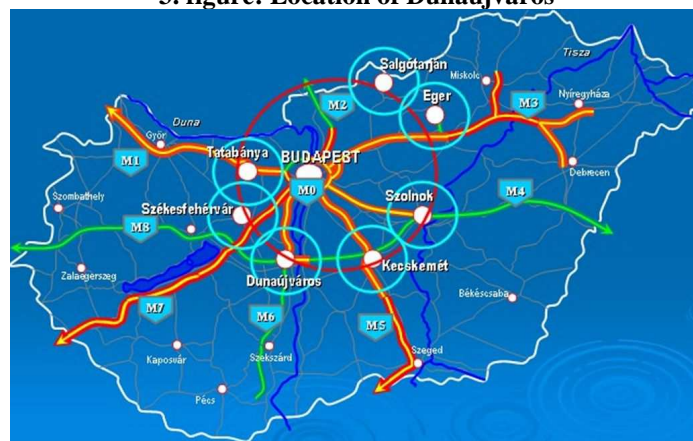 3. figure: Location of Dunaújváros
Salgótarján
Miskolc
Tisza
M2
Eger
M3
Nyíregyháza
Duna
Győr
M1
Tatabánya
BUDAPEST
Debrecen
M0
Szombathely
Székesfehérvár
Szolnok
M4
M8
Zalaegerszeg
Dunaújváros
Kecskemét
Békéscsaba
M7
M6
M5
Kaposvár
Szekszárd
Szeged
Pécs